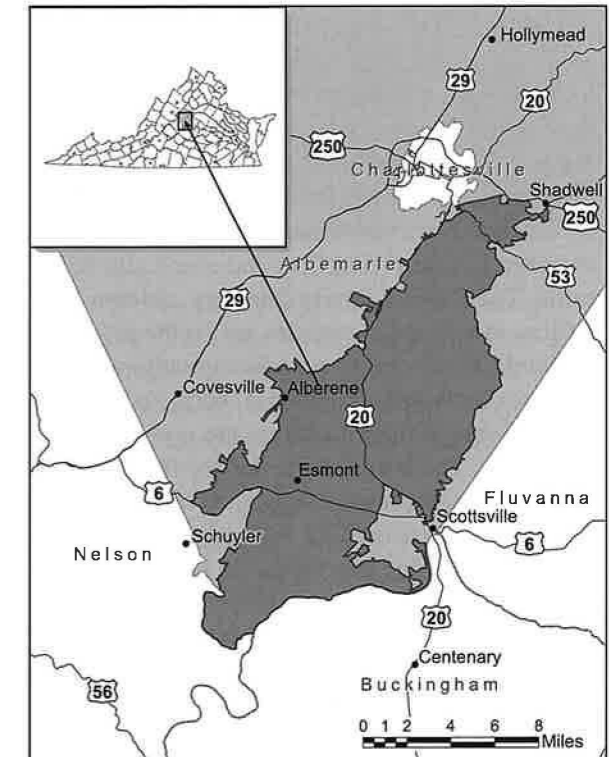 Hollymead
29
20
250
Charlottesville
Shadwell
250
Albemarle
53
29
Covesville
Alberene
20
Esmont
6
Fluvanna
Scottsville
Schuyler
Nelson
6
20
Centenary
56
Buckingham
0 1 2 4 6 8
Miles